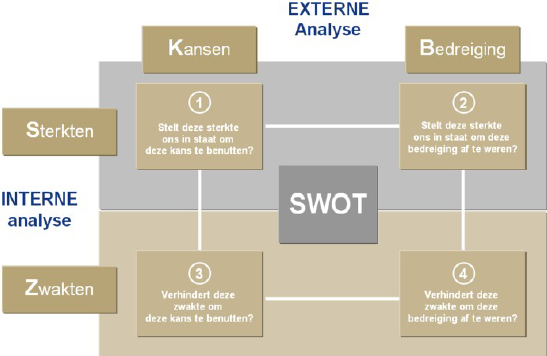 EXTERNE
Analyse
Kansen
Bedreiging
Sterkten
1
Stelt deze sterkte
ons in staat om
deze kans te benutten?
2
Stelt deze sterkte
ons in staat om deze
bedreiging af te weren?
SWOT
INTERNE
analyse
Zwakten
3
Verhindert deze
zwakte om
deze kans te benutten?
4
Verhindert deze
zwakte om deze
bedreiging af te weren?